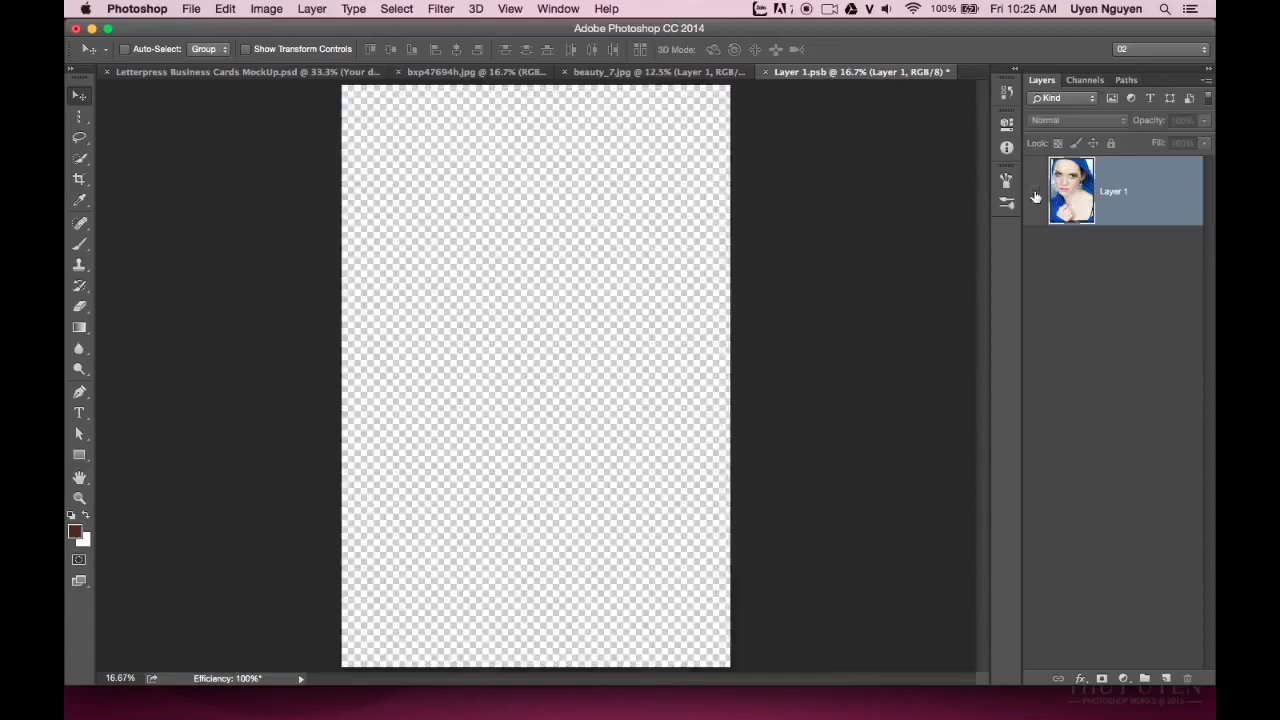 Photoshop File Edit Image Layer Type Select Filter 3D View Window Help 100% Fri 10:25 AM Uyen Nguyen
Adobe Photoshop CC 2014
Auto-Select: Group Show Transform Controls 3D Mode: 02
Letterpress Business Cards MockUp.psd @ 33.3% (Your d... bxp47694h.jpg @ 16.7% (RGB... beauty_7.jpg @ 12.5% (Layer 1, RGB/... Layer 1.psb @ 16.7% (Layer 1, RGB/8) *
Layers Channels Paths
Kind
Normal Opacity: 100%
Lock: Fill: 100%
Layer 1
16.67% Efficiency: 100%*
THUY UYEN
PHOTOSHOP WORKS @ 2015